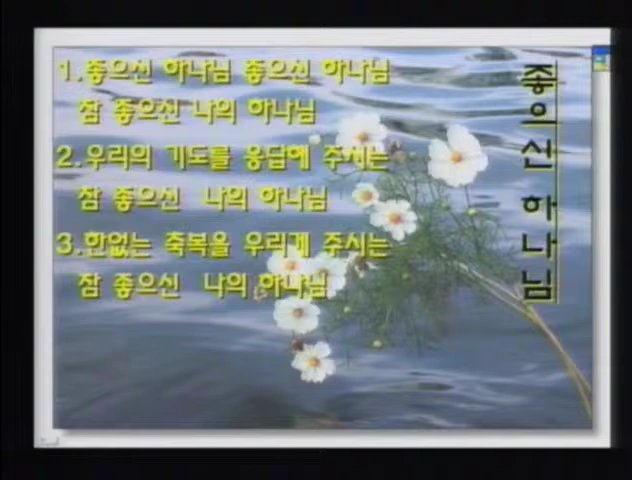 1.좋으신 하나님 좋으신 하나님
참 좋으신 나의 하나님
2.우리의 기도를 응답해 주시는
참 좋으신 나의 하나님
3.한없는 축복을 우리게 주시는
참 좋으신 나의 하나님
좋으신 하나님